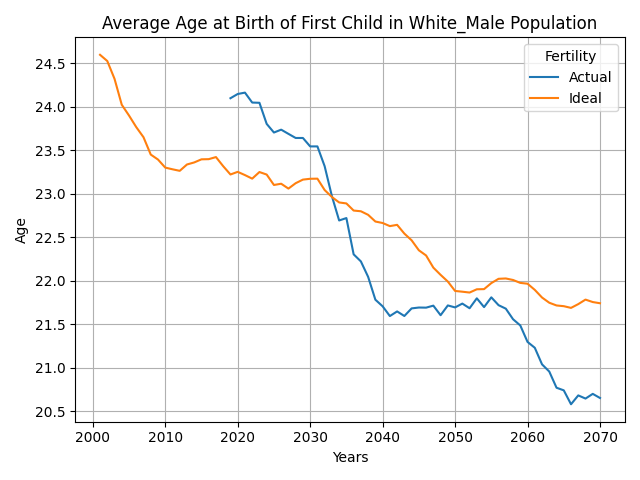 Average Age at Birth of First Child in White_Male Population
Fertility
Actual
Ideal
Age
24.5
24.0
23.5
23.0
22.5
22.0
21.5
21.0
20.5
2000 2010 2020 2030 2040 2050 2060 2070
Years